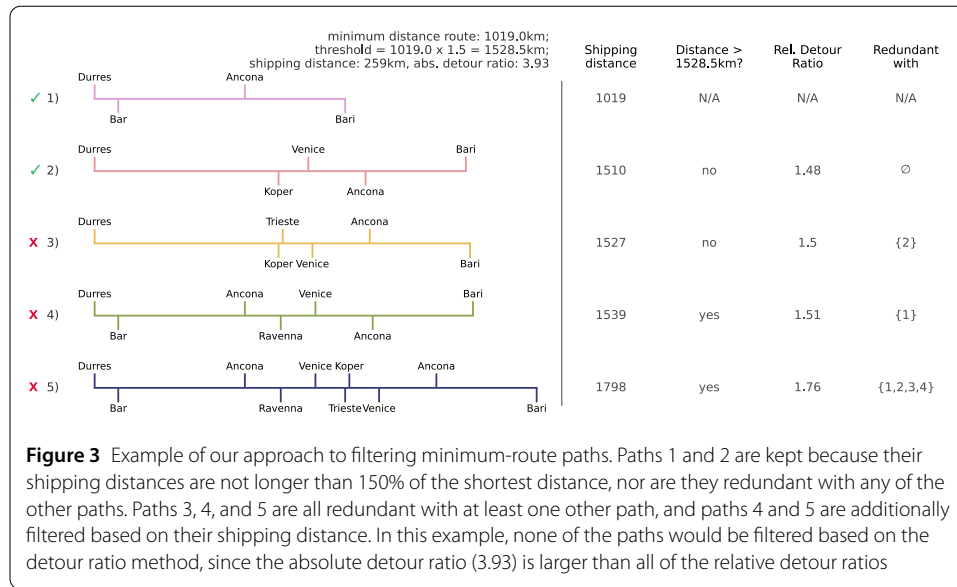 minimum distance route: 1019.0km;
threshold = 1019.0 x 1.5 = 1528.5km;
shipping distance: 259km, abs. detour ratio: 3.93
Shipping distance
Distance > 1528.5km?
Rel. Detour Ratio
Redundant with
Durres Ancona
✓ 1) 1019 N/A N/A N/A
Bar Bari
Durres Venice Bari
✓ 2) 1510 no 1.48 ∅
Koper Ancona
Durres Trieste Ancona
X 3) 1527 no 1.5 {2}
Koper Venice Bari
Durres Ancona Venice Bari
X 4) 1539 yes 1.51 {1}
Bar Ravenna Ancona
Durres Ancona Venice Koper Ancona
X 5) 1798 yes 1.76 {1,2,3,4}
Bar Ravenna Trieste Venice Bari
Figure 3 Example of our approach to filtering minimum-route paths. Paths 1 and 2 are kept because their
shipping distances are not longer than 150% of the shortest distance, nor are they redundant with any of the
other paths. Paths 3, 4, and 5 are all redundant with at least one other path, and paths 4 and 5 are additionally
filtered based on their shipping distance. In this example, none of the paths would be filtered based on the
detour ratio method, since the absolute detour ratio (3.93) is larger than all of the relative detour ratios